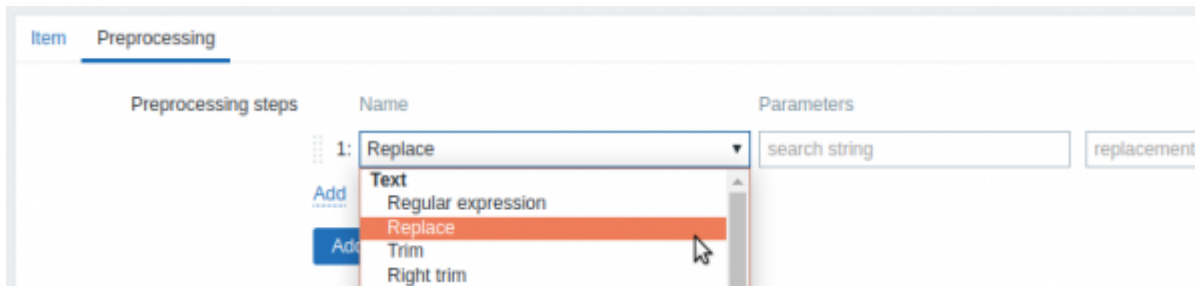 Item Preprocessing
Preprocessing steps Name Parameters
1: Replace search string replacement
Text
Add
Regular expression
Replace
Add
Trim
Right trim